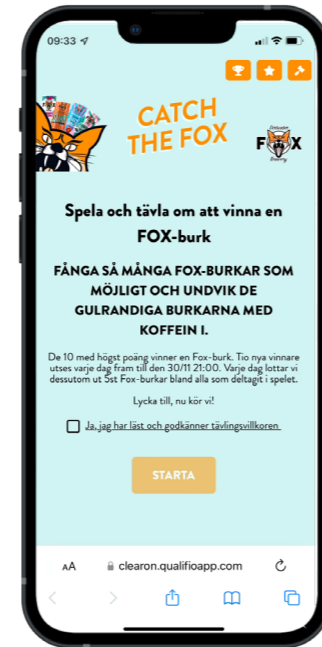 09:33
CATCH
THE FOX
FOX
Spela och tävla om att vinna en
FOX-burk
FÅNGA SÅ MÅNGA FOX-BURKAR SOM
MÖJLIGT OCH UNDVIK DE
GULRANDIGA BURKARNA MED
KOFFEIN I.
De 10 med högst poäng vinner en Fox-burk. Tio nya vinnare
utses varje dag fram till den 30/11 21:00. Varje dag lottar vi
dessutom ut 5st Fox-burkar bland alla som deltagit i spelet.
Lycka till, nu kör vi!
Ja, jag har läst och godkänner tävlingsvillkoren
STARTA
AA clearon.qualifioapp.com